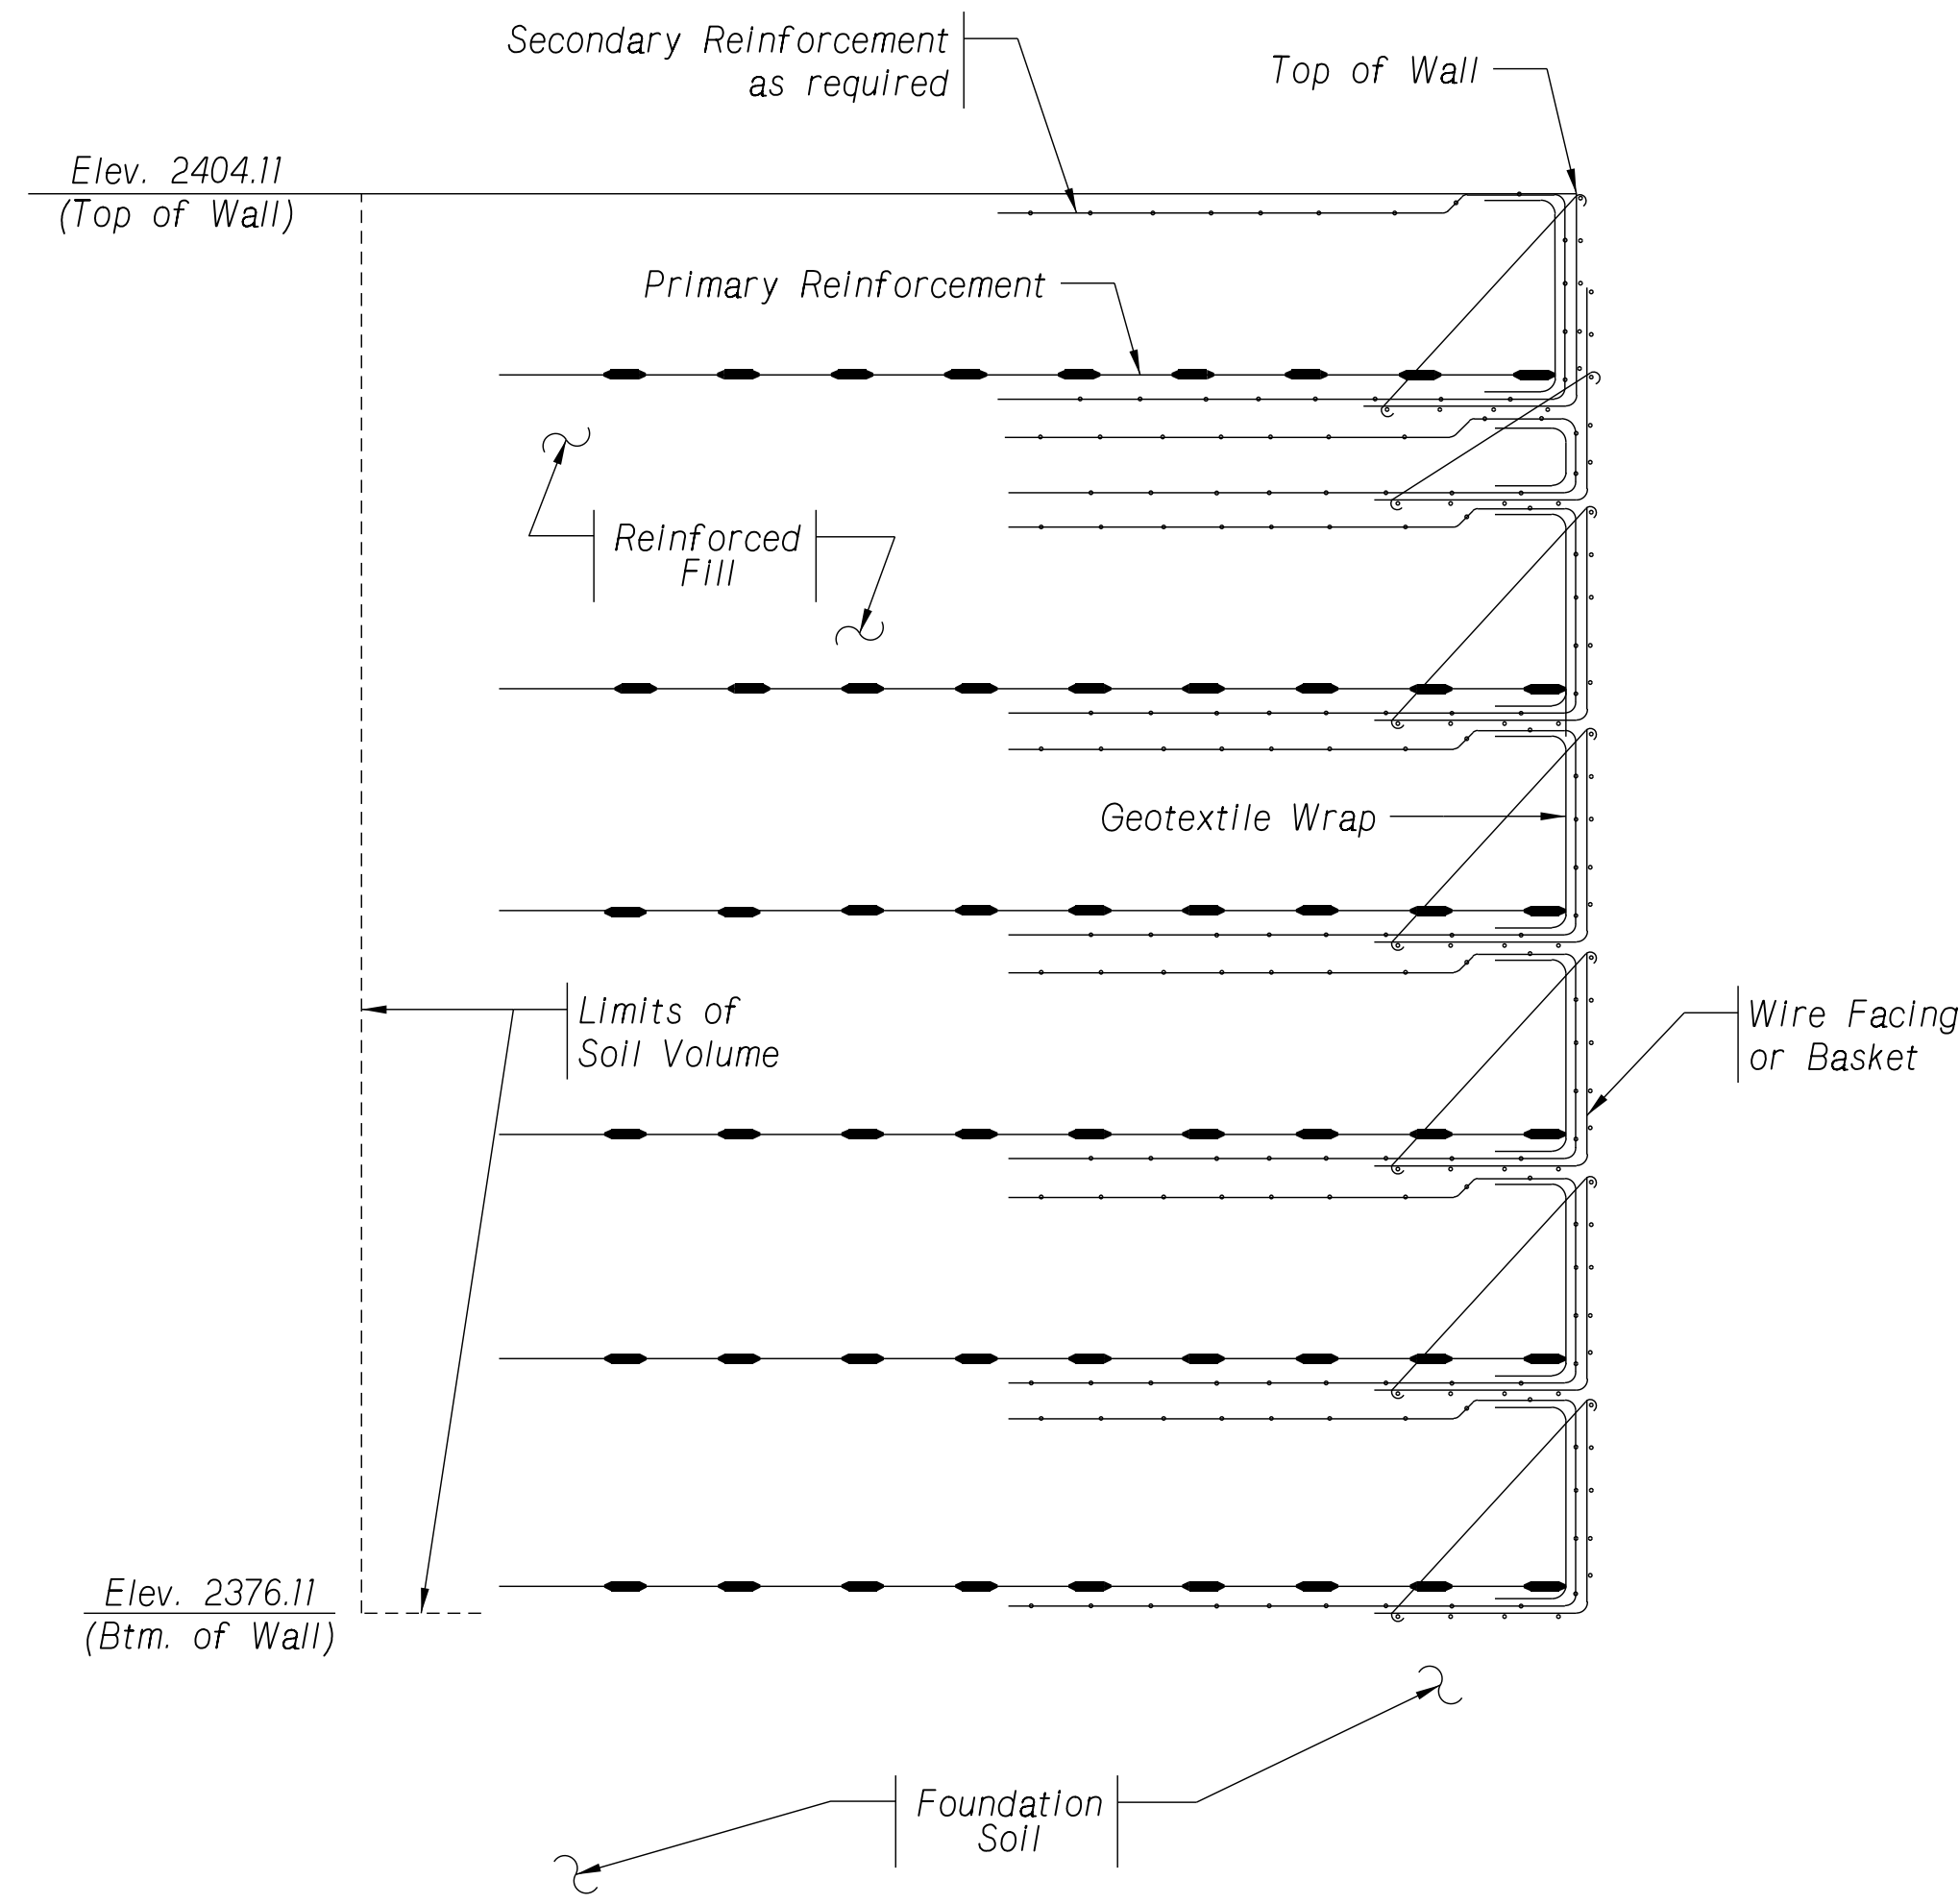 Secondary Reinforcement
as required
Top of Wall
Elev. 2404.11
(Top of Wall)
Primary Reinforcement
Reinforced
Fill
Geotextile Wrap
Limits of
Soil Volume
Wire Facing
or Basket
Elev. 2376.11
(Btm. of Wall)
Foundation
Soil